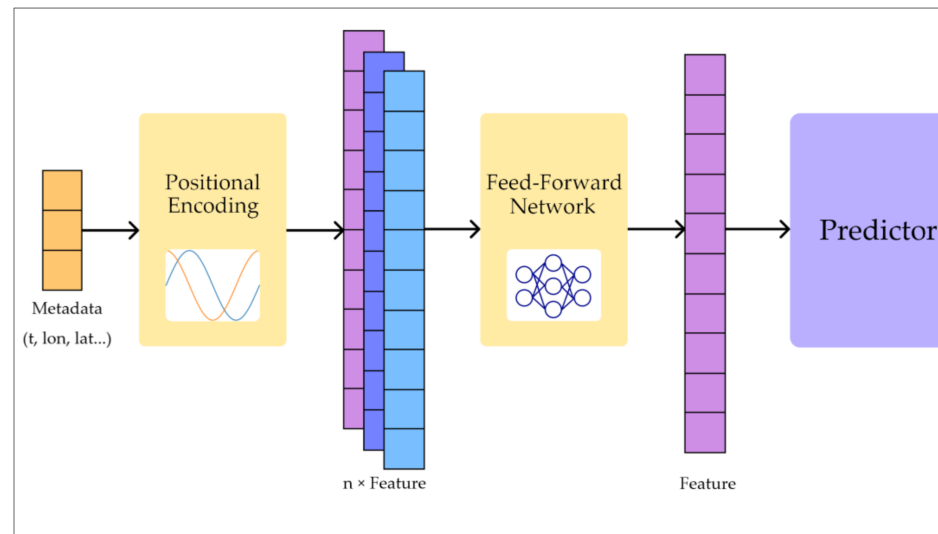 Metadata
(t, lon, lat...)
Positional
Encoding
n × Feature
Feed-Forward
Network
Feature
Predictor